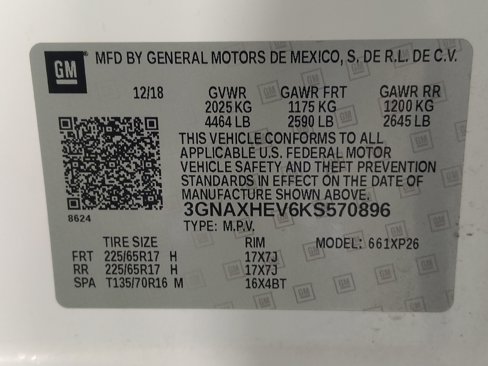 GM MFD BY GENERAL MOTORS DE MEXICO, S, DE R.L. DE C.V.
12/18 GVWR GAWR FRT GAWR RR
2025 KG 1175 KG 1200 KG
4464 LB 2590 LB 2645 LB
THIS VEHICLE CONFORMS TO ALL
APPLICABLE U.S. FEDERAL MOTOR
VEHICLE SAFETY AND THEFT PREVENTION
STANDARDS IN EFFECT ON THE DATE OF
MANUFACTURE SHOWN ABOVE.
8624 3GNAXHEV6KS570896
TYPE: M.P.V.
TIRE SIZE RIM MODEL: 661XP26
FRT 225/65R17 H 17X7J
RR 225/65R17 H 17X7J
SPA T135/70R16 M 16X4BT